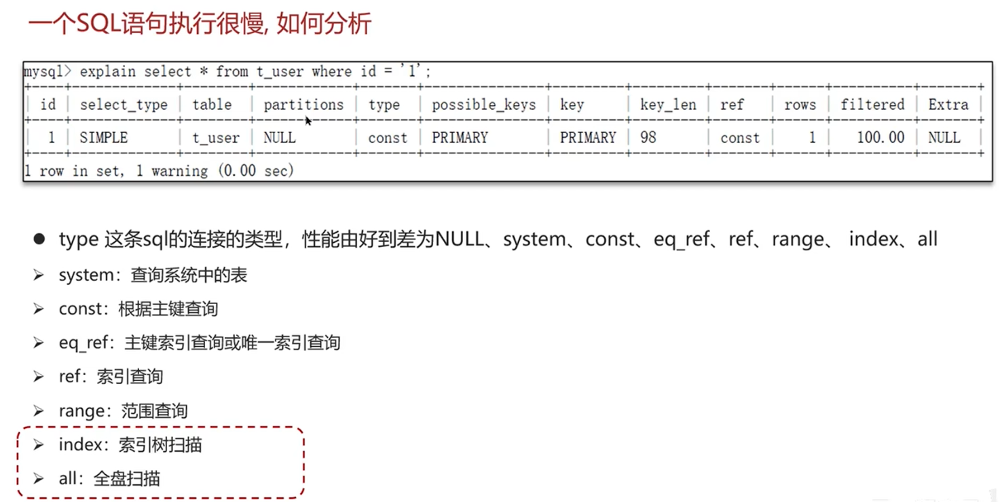 一个SQL语句执行很慢, 如何分析
mysql> explain select * from t_user where id = '1';
+----+-------------+--------+------------+-------+---------------+---------+---------+-------+------+----------+-------+
| id | select_type | table | partitions | type | possible_keys | key | key_len | ref | rows | filtered | Extra |
+----+-------------+--------+------------+-------+---------------+---------+---------+-------+------+----------+-------+
| 1 | SIMPLE | t_user | NULL | const | PRIMARY | PRIMARY | 98 | const | 1 | 100.00 | NULL |
+----+-------------+--------+------------+-------+---------------+---------+---------+-------+------+----------+-------+
1 row in set, 1 warning (0.00 sec)
● type 这条sql的连接的类型，性能由好到差为NULL、system、const、eq_ref、ref、range、 index、all
➢ system：查询系统中的表
➢ const：根据主键查询
➢ eq_ref：主键索引查询或唯一索引查询
➢ ref：索引查询
➢ range：范围查询
➢ index：索引树扫描
➢ all：全盘扫描